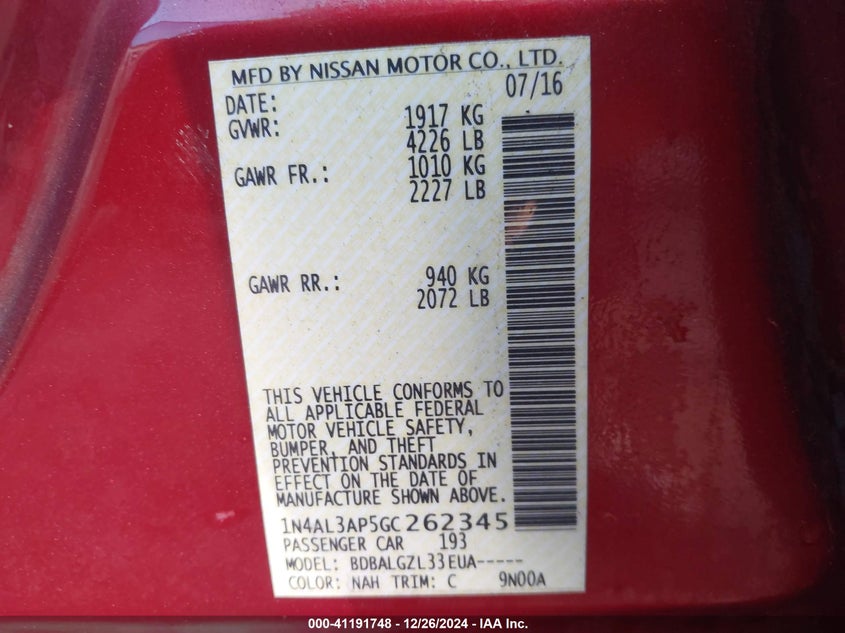 MFD BY NISSAN MOTOR CO., LTD.
DATE: 07/16
GVWR: 1917 KG
4226 LB
GAWR FR.: 1010 KG
2227 LB
GAWR RR.: 940 KG
2072 LB
THIS VEHICLE CONFORMS TO
ALL APPLICABLE FEDERAL
MOTOR VEHICLE SAFETY,
BUMPER, AND THEFT
PREVENTION STANDARDS IN
EFFECT ON THE DATE OF
MANUFACTURE SHOWN ABOVE.
1N4AL3AP5GC262345
PASSENGER CAR 193
MODEL: BDBALGZL33EUA-----
COLOR: NAH TRIM: C 9N00A
000-41191748 - 12/26/2024 - IAA Inc.